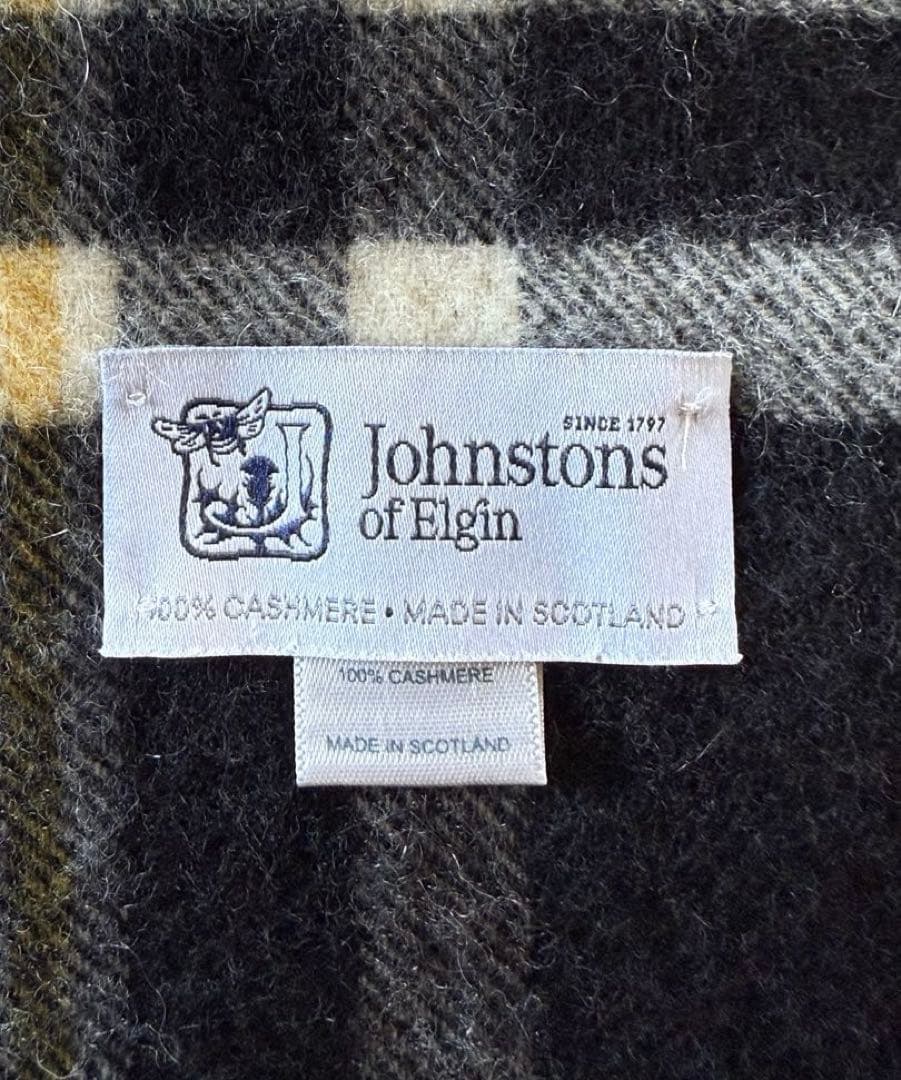 SINCE 1797
Johnstons
of Elgin
100% CASHMERE • MADE IN SCOTLAND
100% CASHMERE
MADE IN SCOTLAND